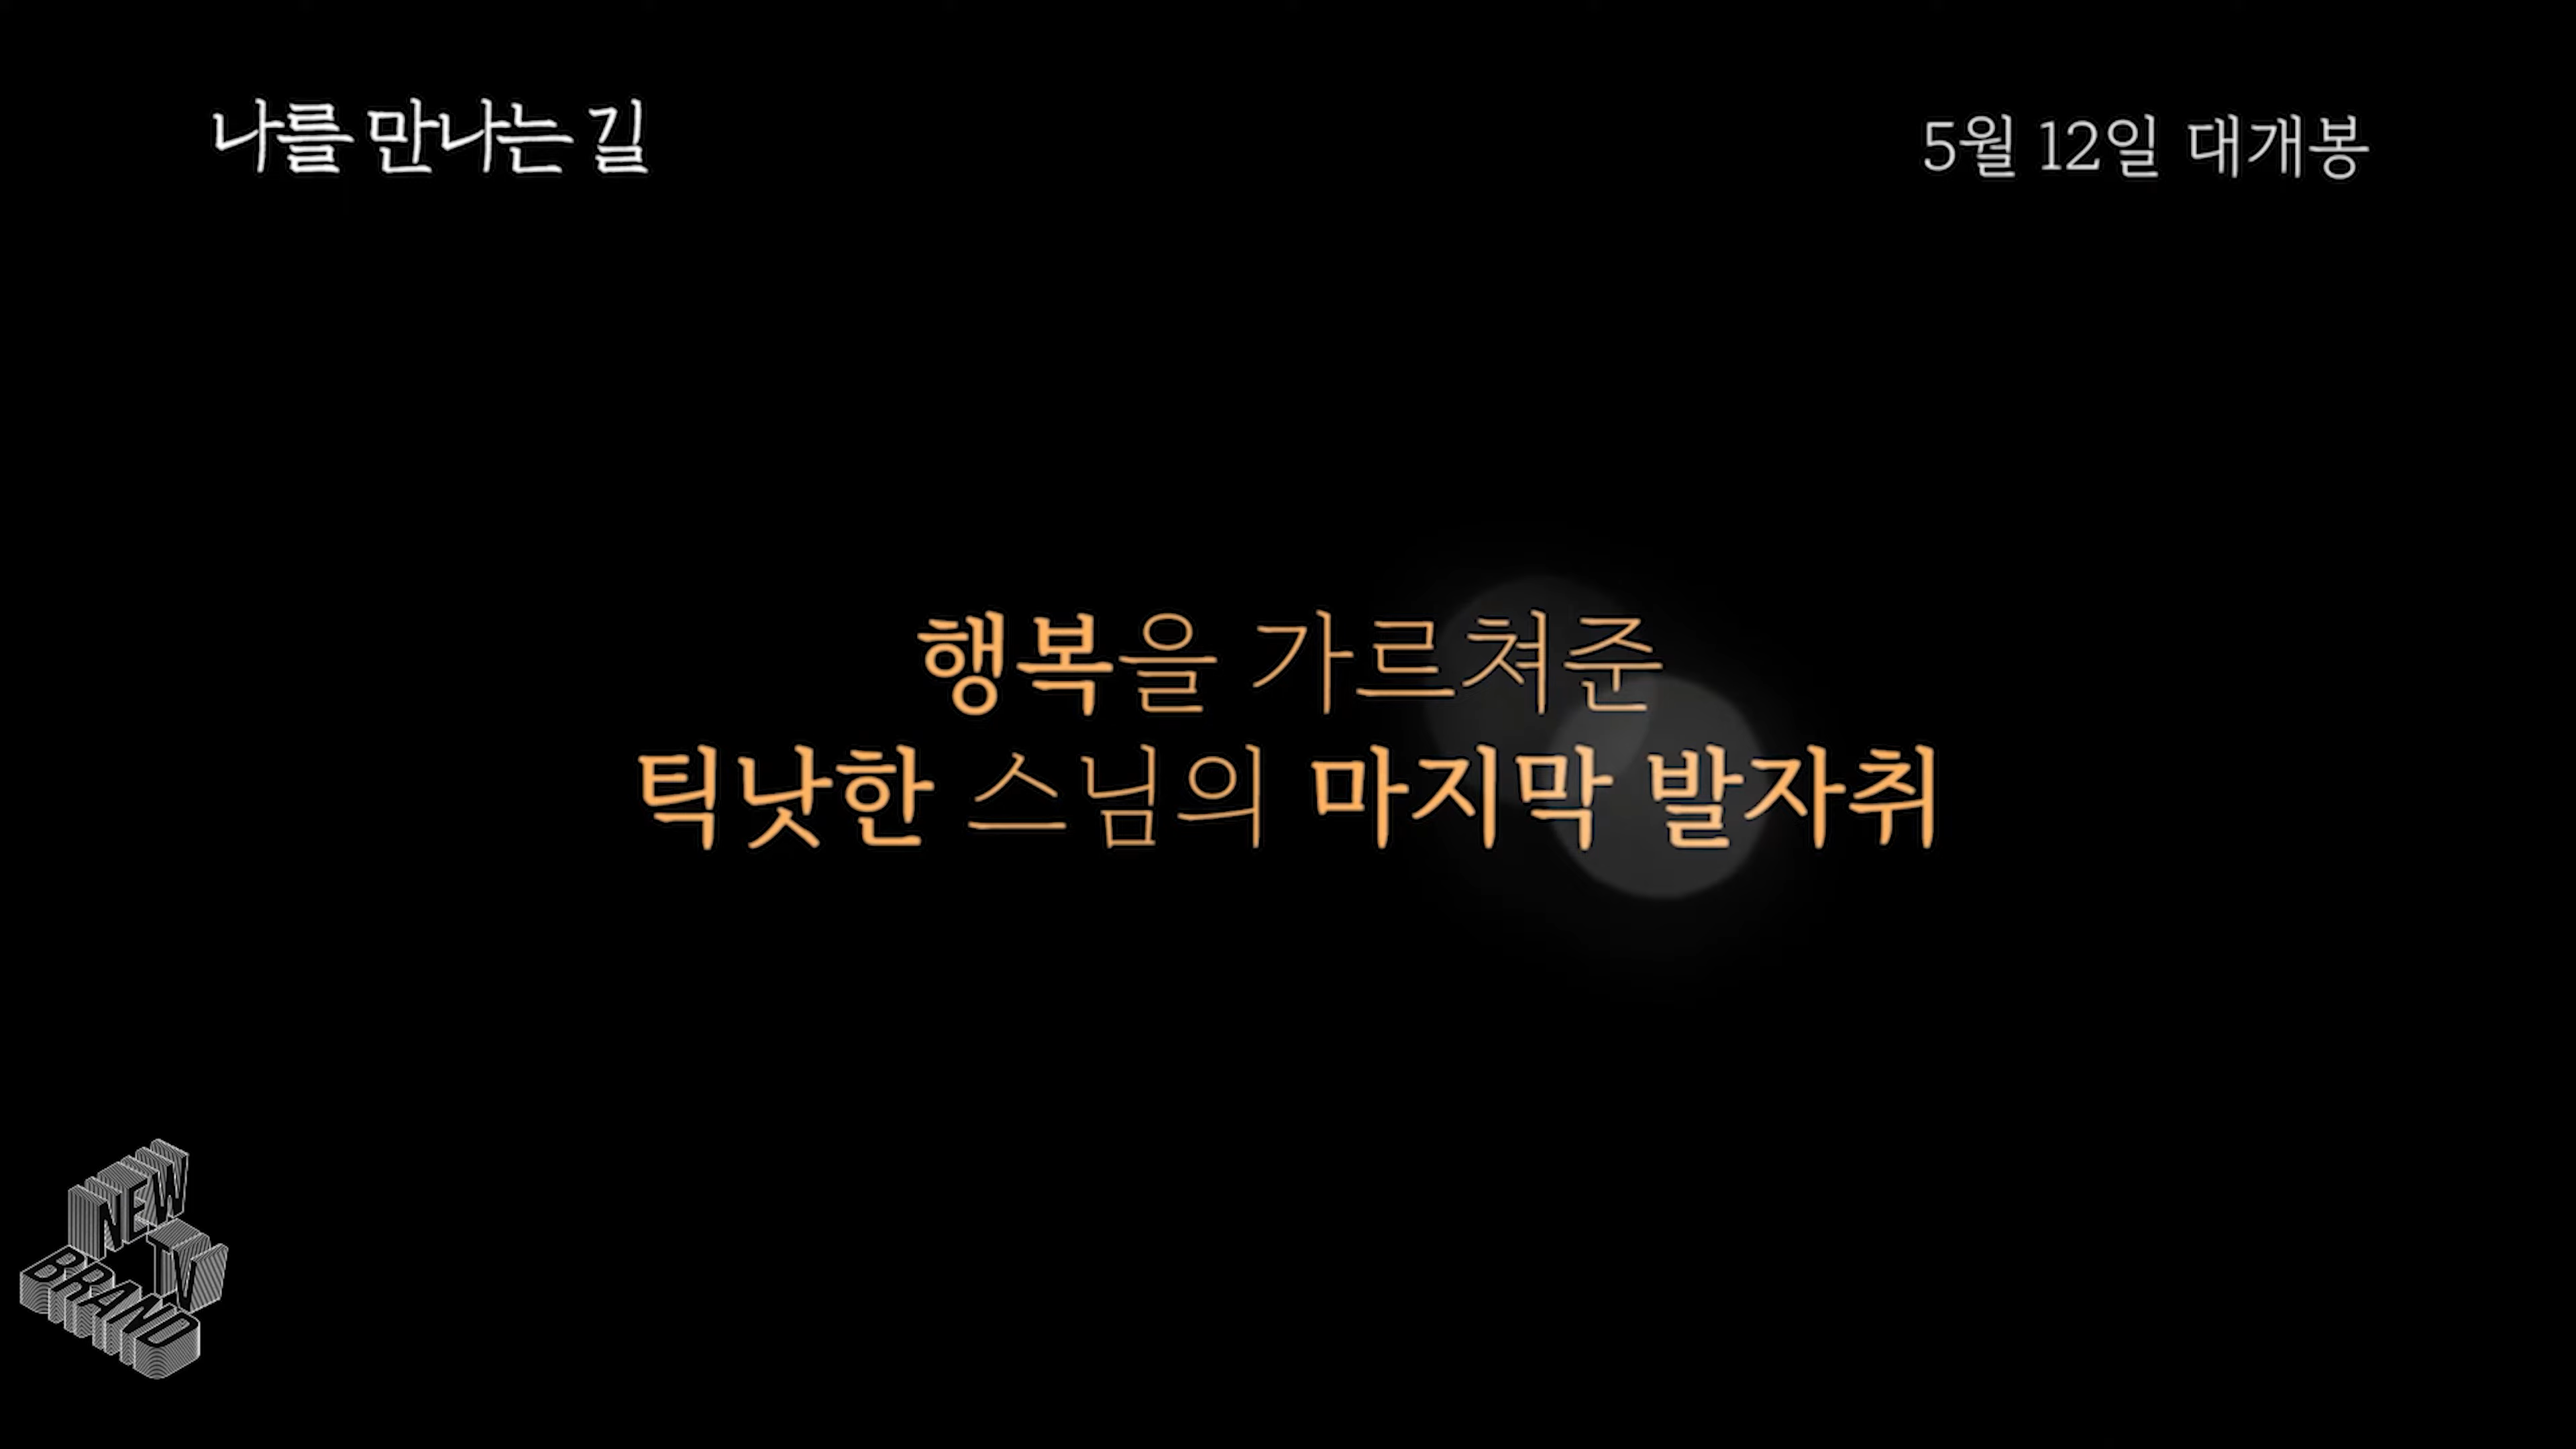 나를 만나는 길
5월 12일 대개봉
행복을 가르쳐준
틱낫한 스님의 마지막 발자취
NEW
TV
BRAND